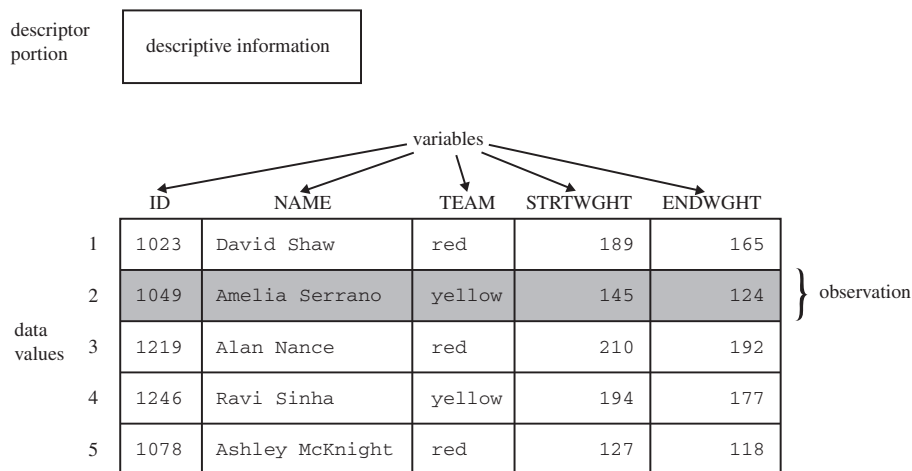 descriptor
portion
descriptive information
variables
ID NAME TEAM STRTWGHT ENDWGHT
1 1023 David Shaw red 189 165
2 1049 Amelia Serrano yellow 145 124 } observation
data
values
3 1219 Alan Nance red 210 192
4 1246 Ravi Sinha yellow 194 177
5 1078 Ashley McKnight red 127 118